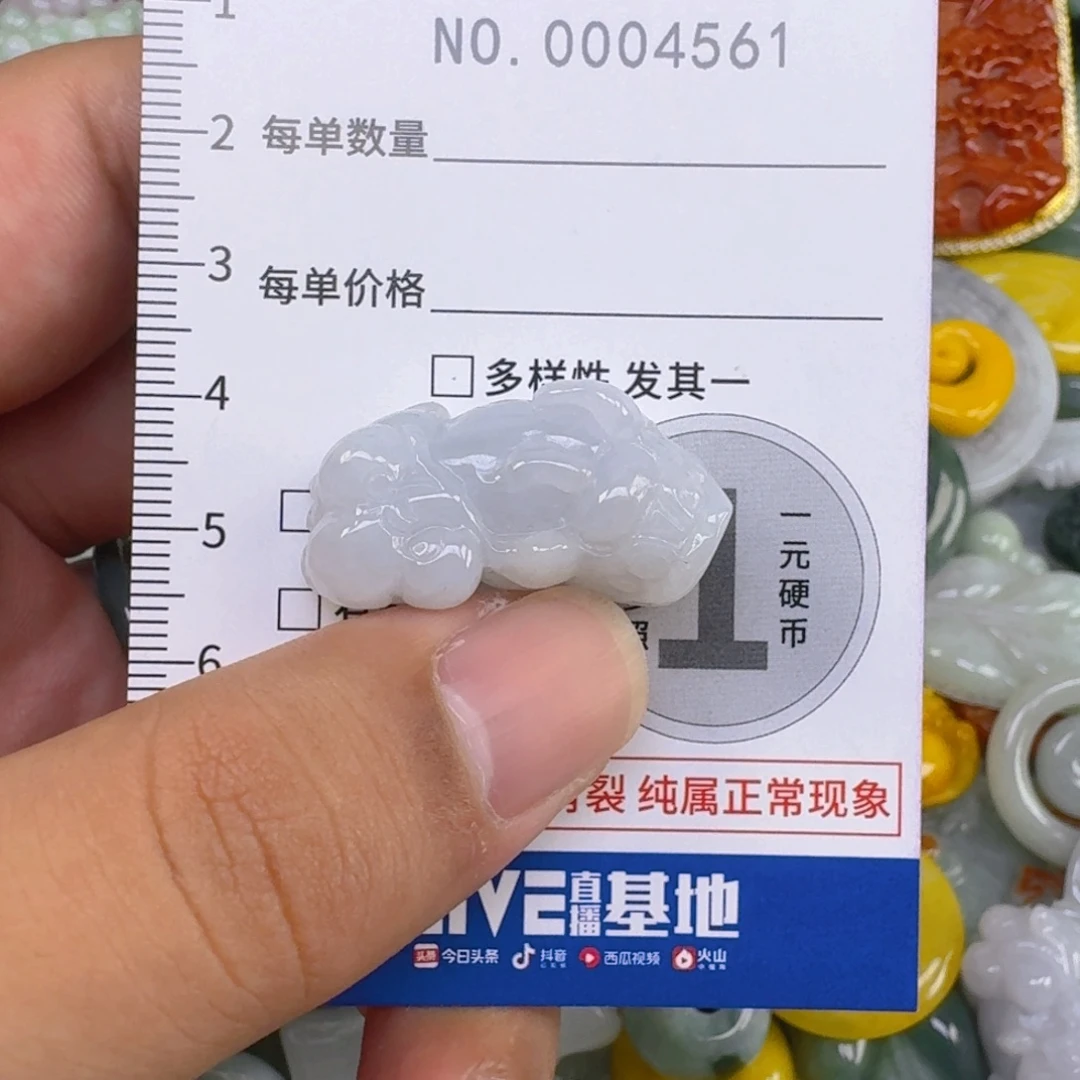 1
NO.0004561
2 每单数量
3 每单价格
4
多样性 发其一
5
一元硬币
1
6
裂 纯属正常现象
LIVE直播基地
头条 今日头条 抖音 西瓜视频 火山